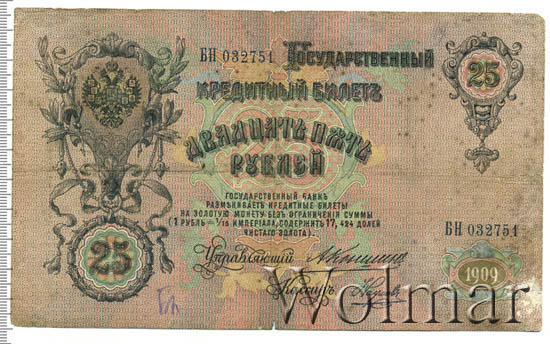 БН 032751
Государственный
25
Кредитный Билетъ
Двадцать пять
рублей
ГОСУДАРСТВЕННЫЙ БАНКЪ
РАЗМѢНИВАЕТЪ КРЕДИТНЫЕ БИЛЕТЫ
НА ЗОЛОТУЮ МОНЕТУ БЕЗЪ ОГРАНИЧЕНІЯ СУММЫ
(1 РУБЛЬ = 1/15 ИМПЕРІАЛА, СОДЕРЖИТЪ 17, 424 ДОЛЕЙ
ЧИСТАГО ЗОЛОТА).
БН 032751
25
Управляющій
Кассиръ
1909
Wolmar